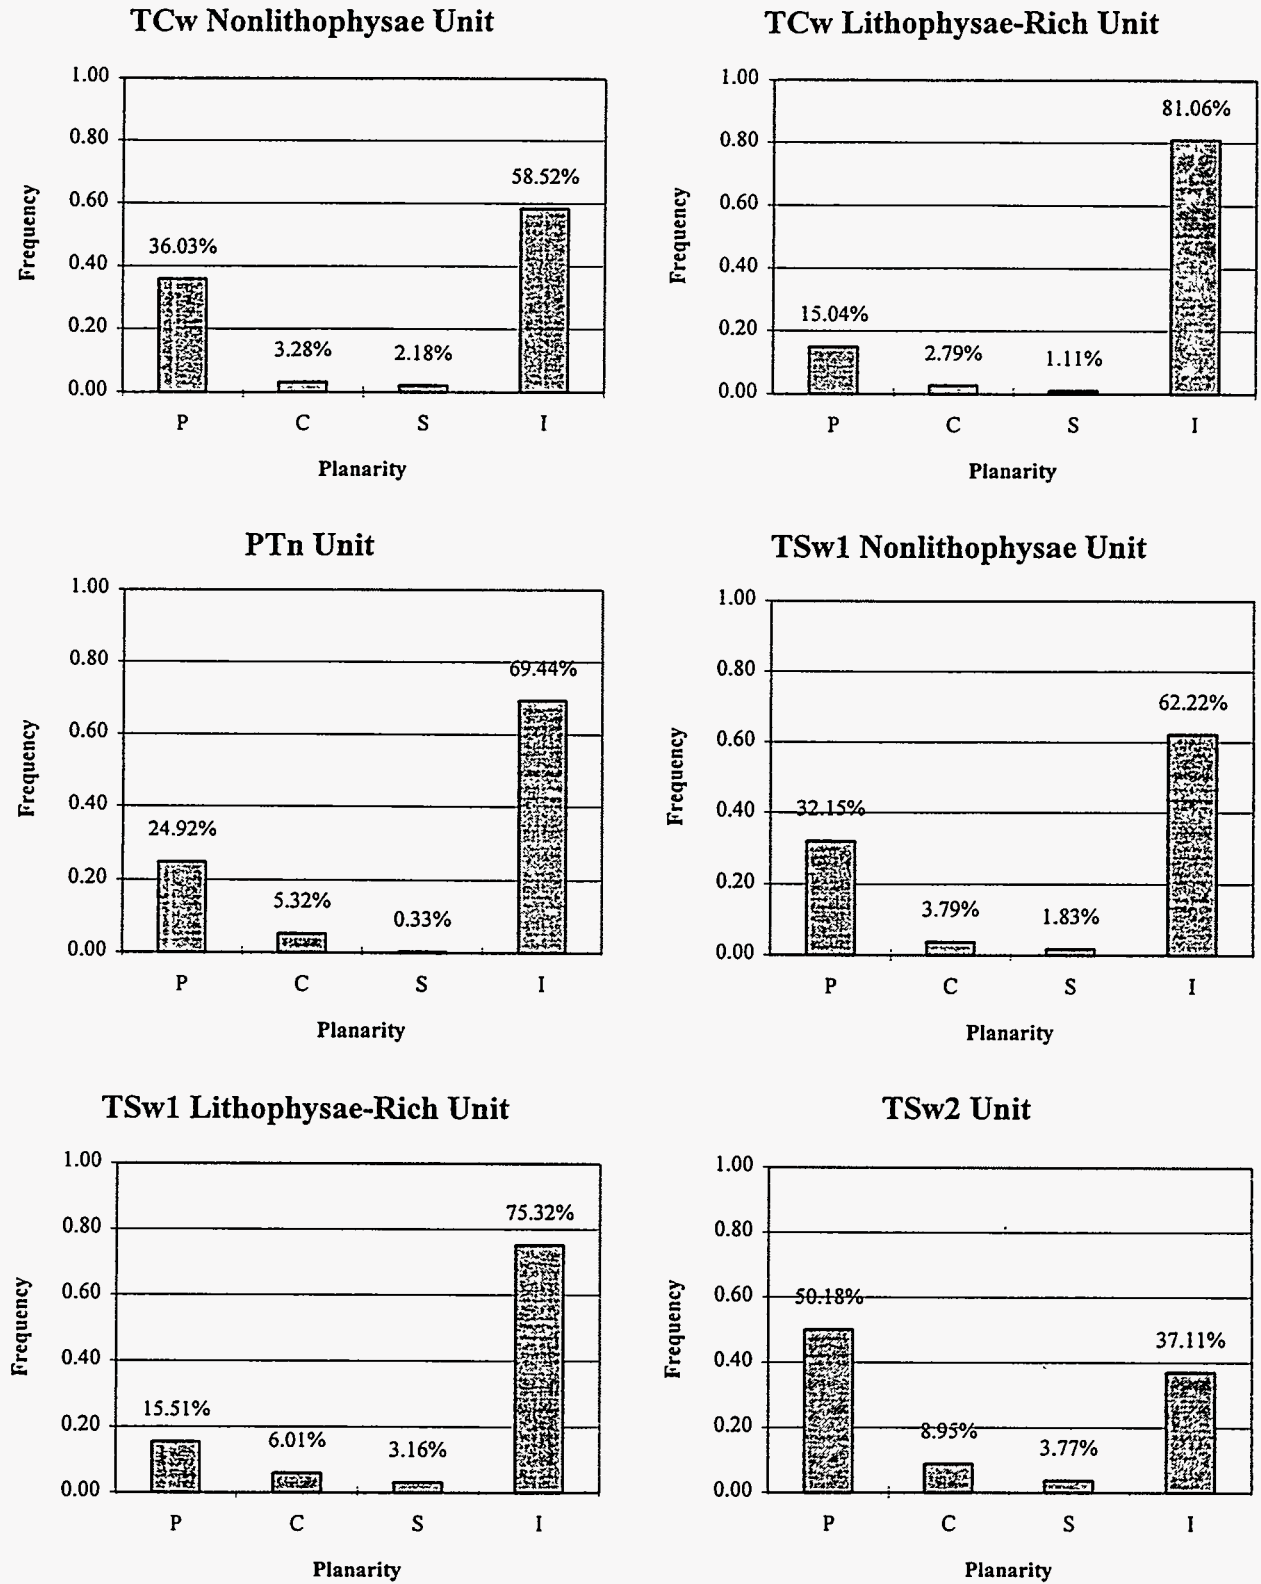 TCw Nonlithophysae Unit
1.00
0.80
0.60
0.40
0.20
0.00
Frequency
36.03%
3.28%
2.18%
58.52%
P C S I
Planarity
TCw Lithophysae-Rich Unit
1.00
0.80
0.60
0.40
0.20
0.00
Frequency
15.04%
2.79%
1.11%
81.06%
P C S I
Planarity
PTn Unit
1.00
0.80
0.60
0.40
0.20
0.00
Frequency
24.92%
5.32%
0.33%
69.44%
P C S I
Planarity
TSw1 Nonlithophysae Unit
1.00
0.80
0.60
0.40
0.20
0.00
Frequency
32.15%
3.79%
1.83%
62.22%
P C S I
Planarity
TSw1 Lithophysae-Rich Unit
1.00
0.80
0.60
0.40
0.20
0.00
Frequency
15.51%
6.01%
3.16%
75.32%
P C S I
Planarity
TSw2 Unit
1.00
0.80
0.60
0.40
0.20
0.00
Frequency
50.18%
8.95%
3.77%
37.11%
P C S I
Planarity